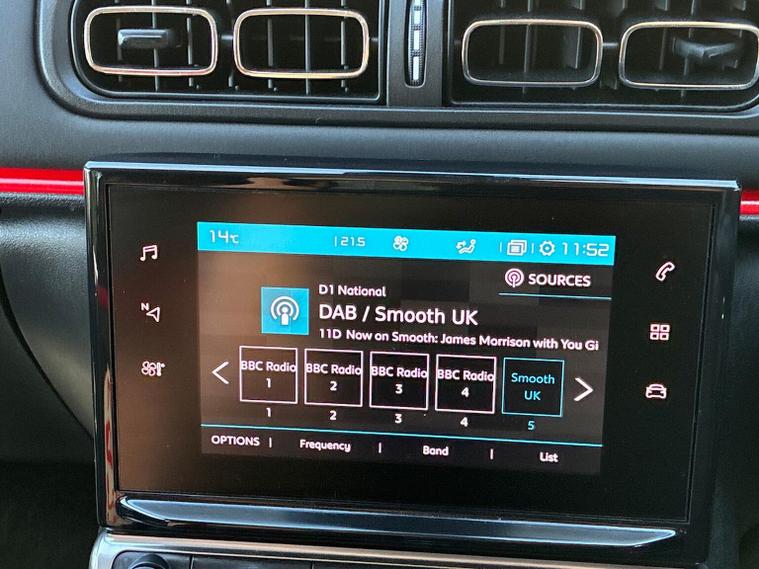 14°C | 21.5 11:52
SOURCES
D1 National
DAB / Smooth UK
11D Now on Smooth: James Morrison with You Gi
BBC Radio 1
BBC Radio 2
BBC Radio 3
BBC Radio 4
Smooth UK
1 2 3 4 5
OPTIONS | Frequency | Band | List
N